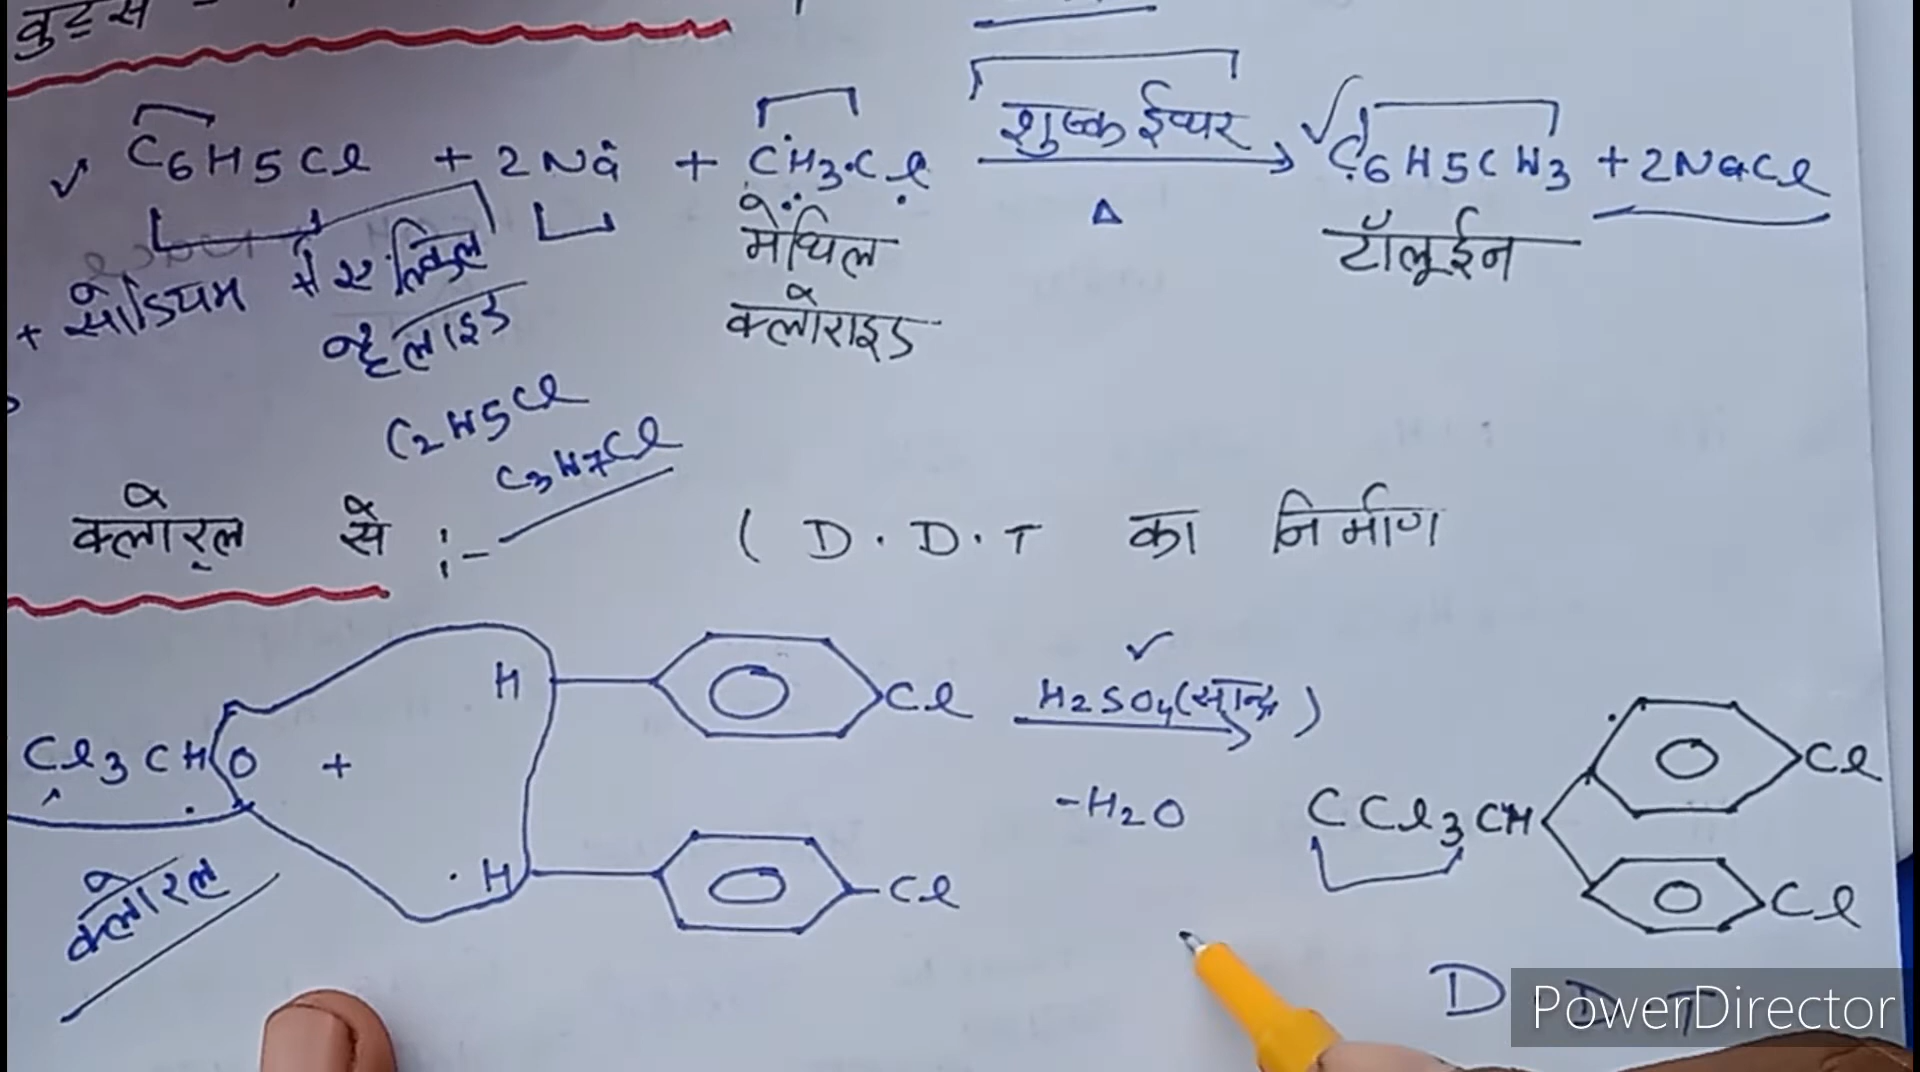 वुर्ट्स -
C6H5Cl + 2Na + CH3Cl शुष्क ईथर → C6H5CH3 + 2NaCl
Δ
+ सोडियम + एल्किल हैलाइड
मेथिल क्लोराइड
टॉलूईन
C2H5Cl
C3H7Cl
क्लोरल से :- ( D.D.T का निर्माण
Cl3CHO + H Cl H2SO4(सान्द्र) →
H Cl -H2O
CCl3CH Cl
Cl
क्लोरल
D.D.T
PowerDirector